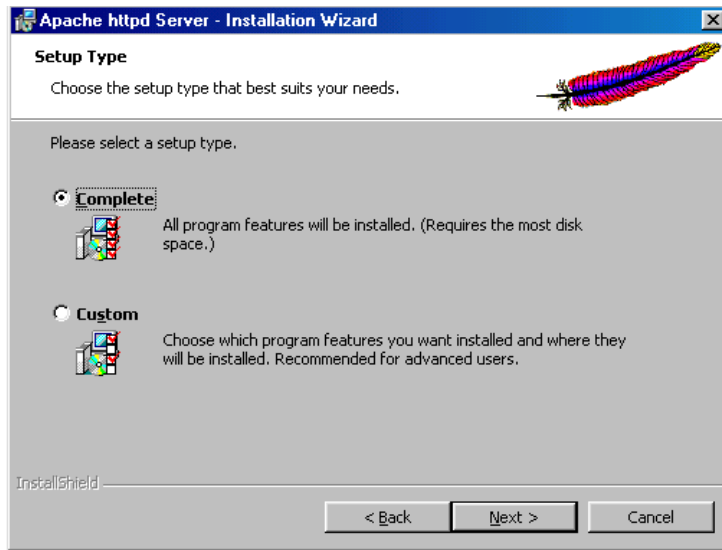 Apache httpd Server - Installation Wizard
Setup Type
Choose the setup type that best suits your needs.
Please select a setup type.
Complete
All program features will be installed. (Requires the most disk
space.)
Custom
Choose which program features you want installed and where they
will be installed. Recommended for advanced users.
InstallShield
< Back Next > Cancel